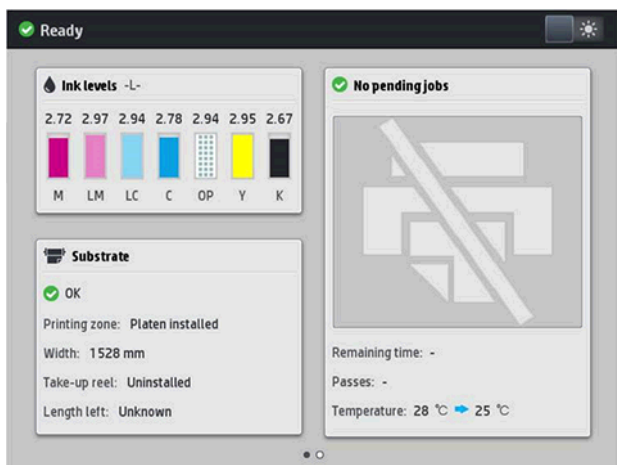 Ready
Ink levels -L-
2.72 2.97 2.94 2.78 2.94 2.95 2.67
M LM LC C OP Y K
Substrate
OK
Printing zone: Platen installed
Width: 1528 mm
Take-up reel: Uninstalled
Length left: Unknown
No pending jobs
Remaining time: -
Passes: -
Temperature: 28 °C 25 °C